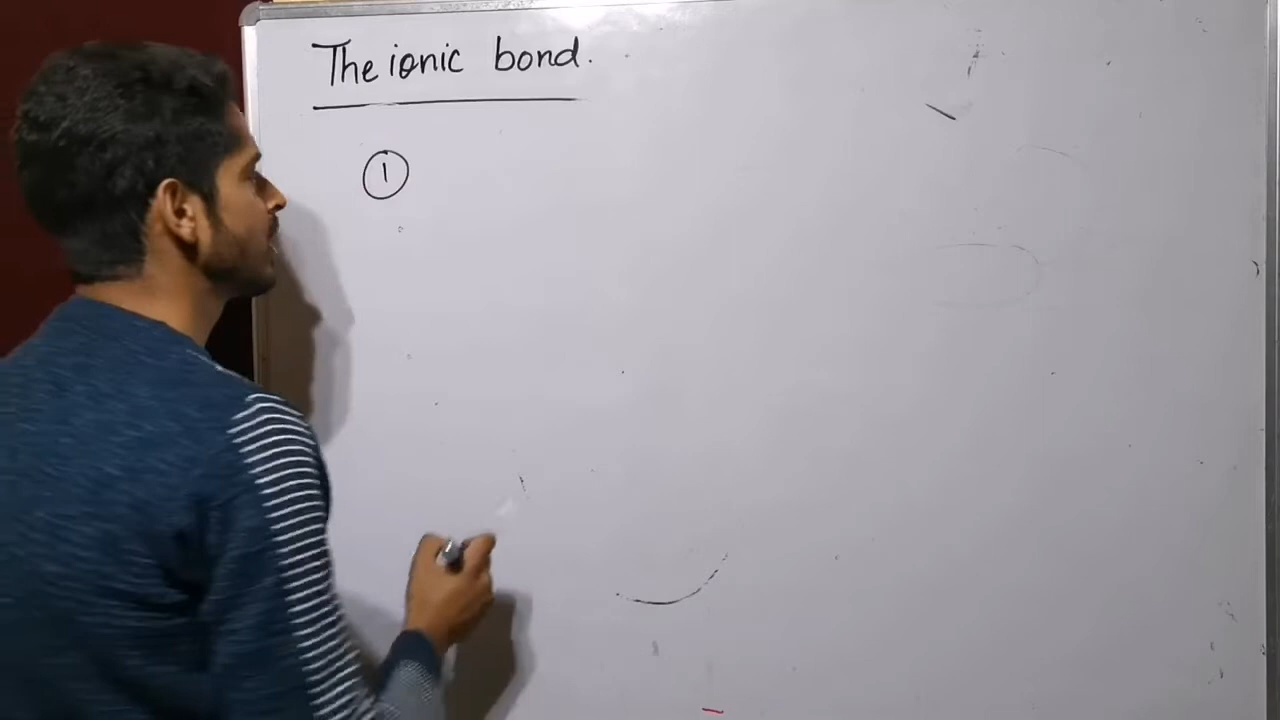 The ionic bond.
①